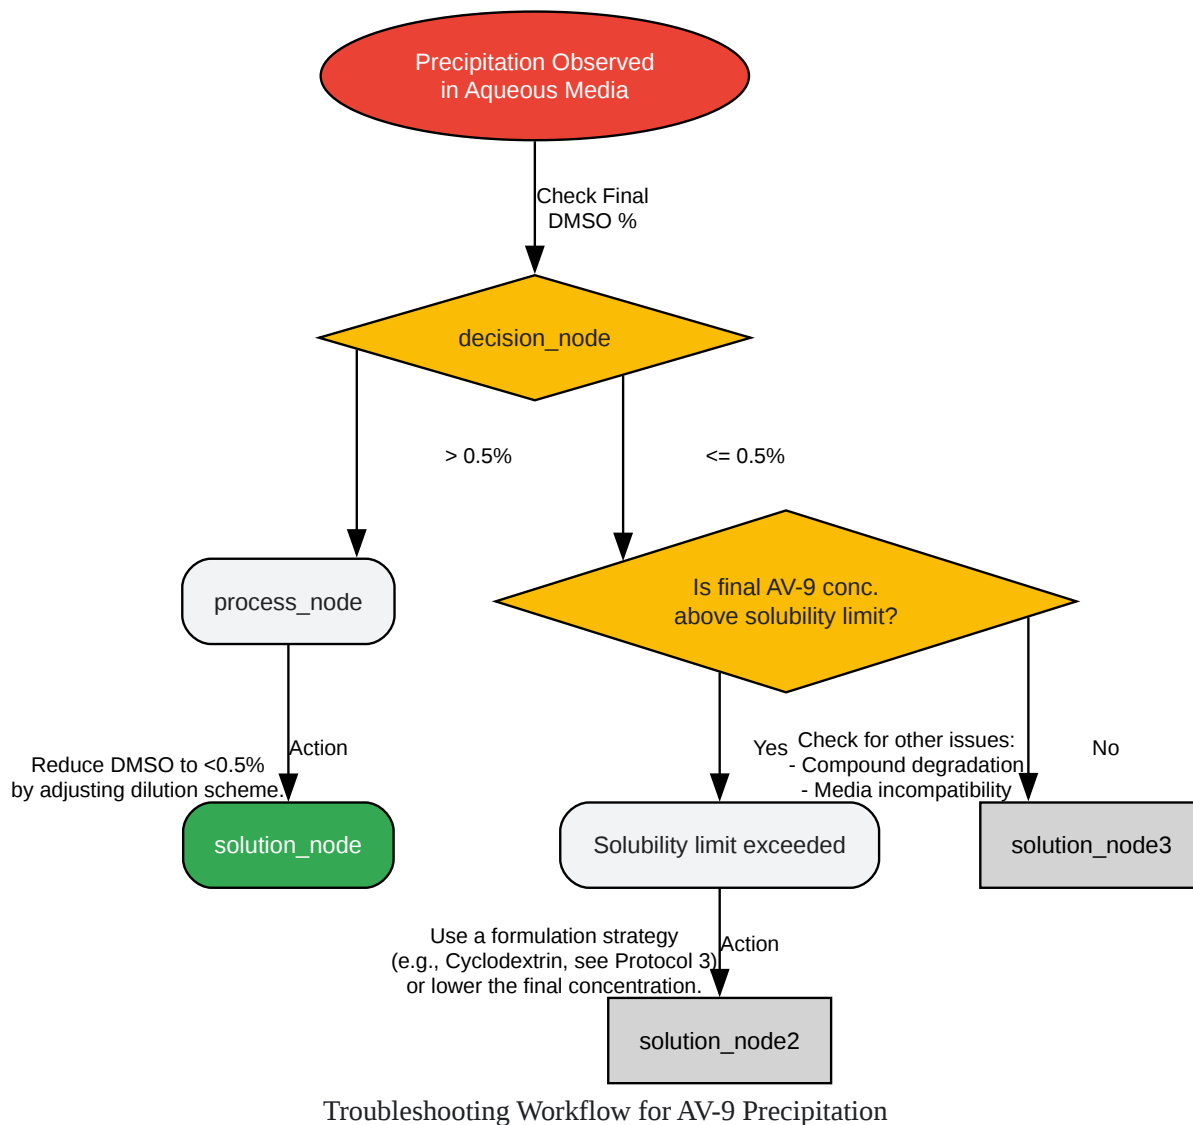 Precipitation Observed
in Aqueous Media
Check Final
DMSO %
decision_node
> 0.5%
<= 0.5%
process_node
Is final AV-9 conc.
above solubility limit?
Action
Reduce DMSO to <0.5%
by adjusting dilution scheme.
Yes
Check for other issues:
- Compound degradation
- Media incompatibility
No
solution_node
Solubility limit exceeded
solution_node3
Use a formulation strategy
(e.g., Cyclodextrin, see Protocol 3)
or lower the final concentration.
Action
solution_node2
Troubleshooting Workflow for AV-9 Precipitation